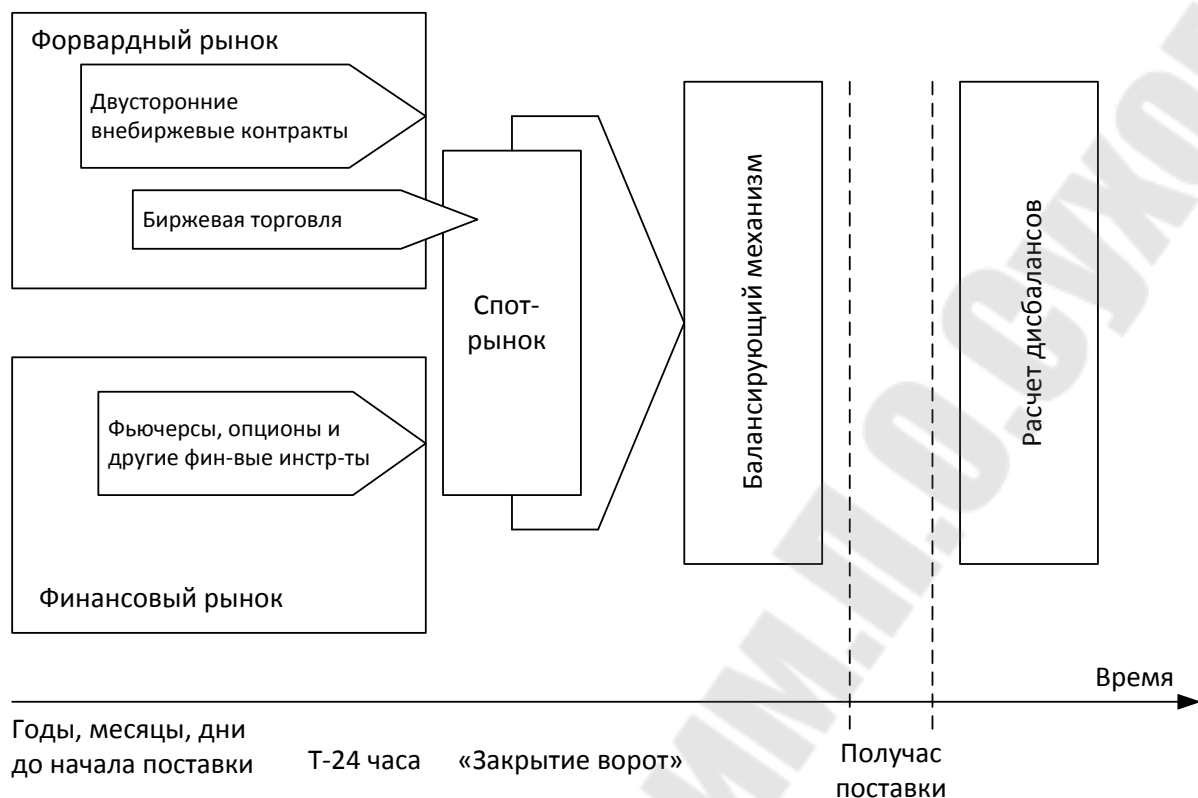 Форвардный рынок
Двусторонние
внебиржевые контракты
Биржевая торговля
Спот-
рынок
Балансирующий механизм
Расчет дисбалансов
Фьючерсы, опционы и
другие фин-вые инстр-ты
Финансовый рынок
Время
Годы, месяцы, дни
до начала поставки
Т-24 часа
«Закрытие ворот»
Получас
поставки